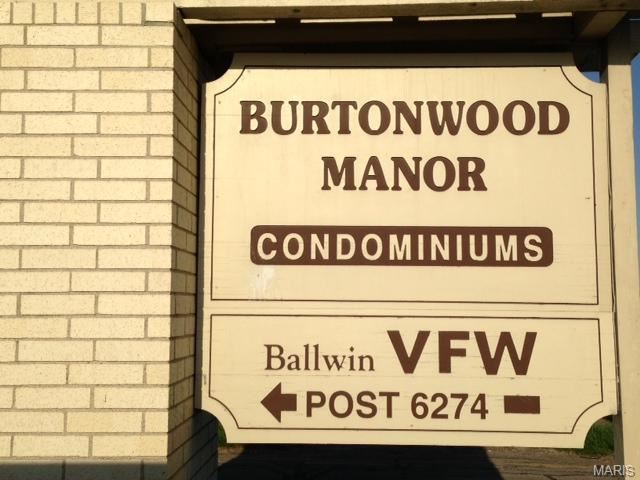 BURTONWOOD
MANOR
CONDOMINIUMS
Ballwin VFW
POST 6274
MARIS